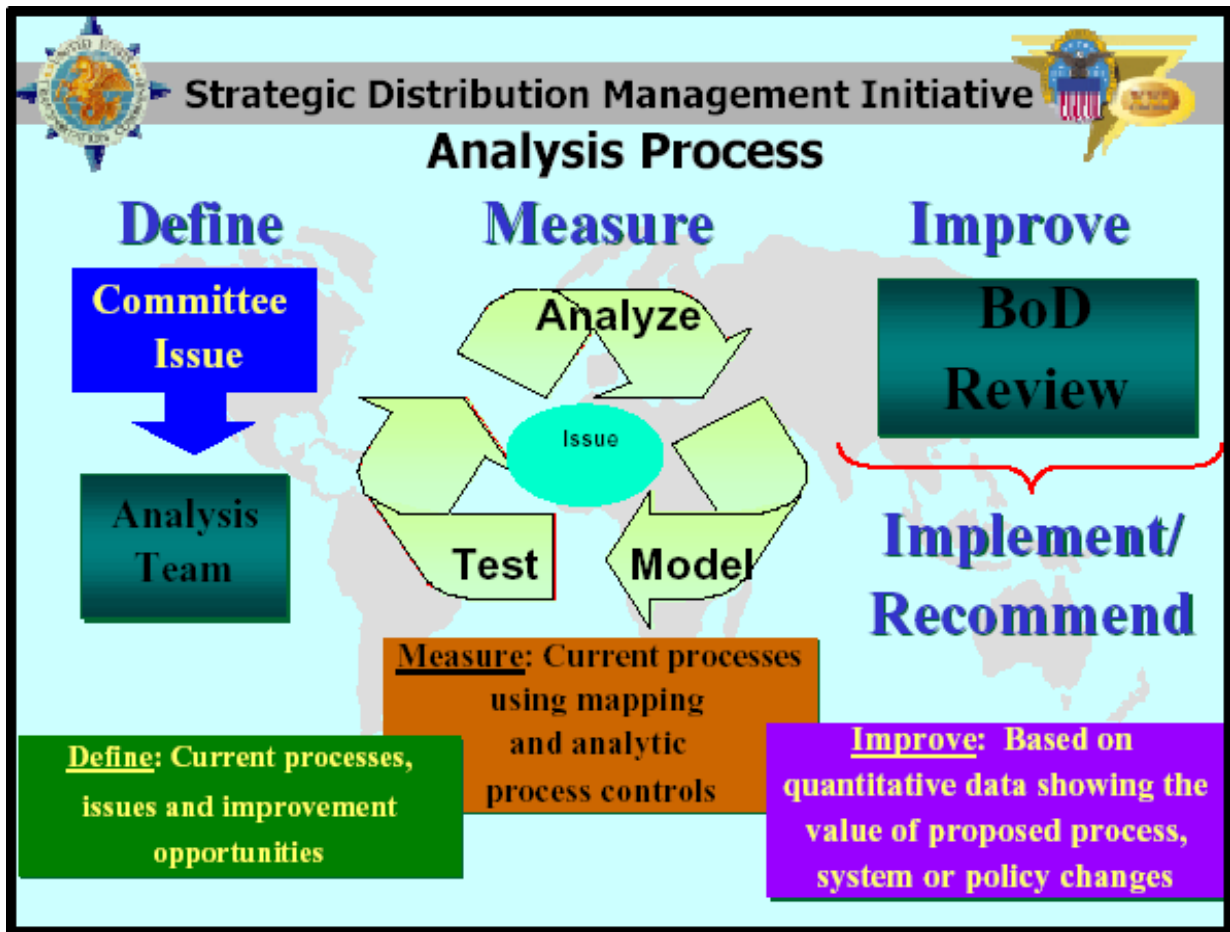 Strategic Distribution Management Initiative
Analysis Process
Define
Measure
Improve
Committee
Issue
Analysis
Team
Analyze
Issue
Test
Model
BoD
Review
Implement/
Recommend
Define: Current processes,
issues and improvement
opportunities
Measure: Current processes
using mapping
and analytic
process controls
Improve: Based on
quantitative data showing the
value of proposed process,
system or policy changes